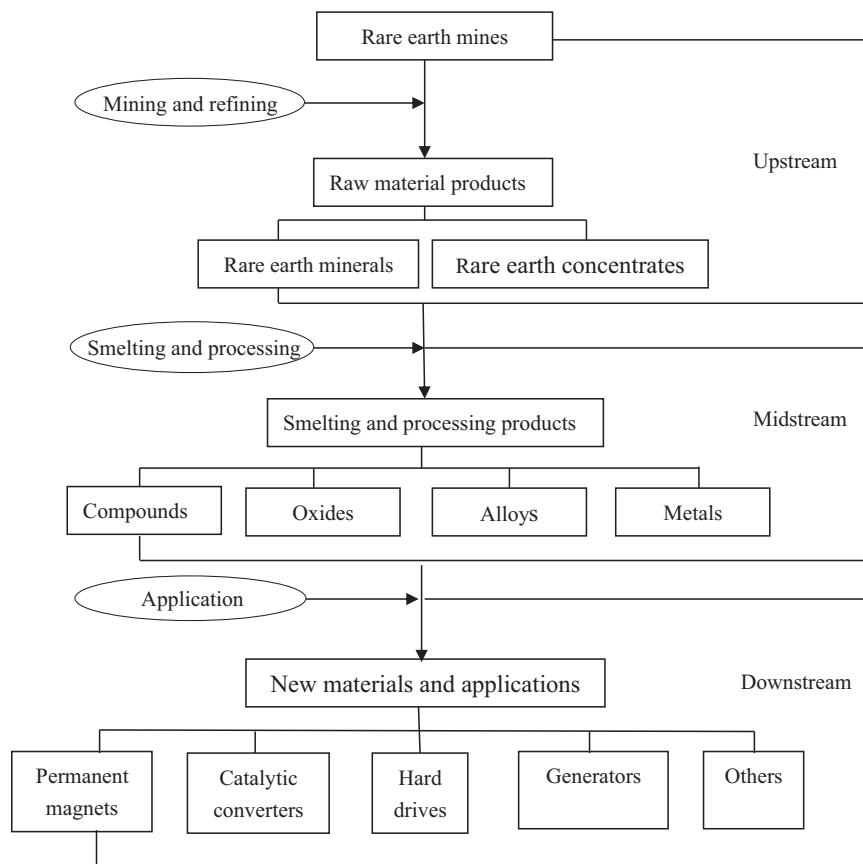 Rare earth mines
Mining and refining
Upstream
Raw material products
Rare earth minerals
Rare earth concentrates
Smelting and processing
Midstream
Smelting and processing products
Compounds
Oxides
Alloys
Metals
Application
Downstream
New materials and applications
Permanent
magnets
Catalytic
converters
Hard
drives
Generators
Others